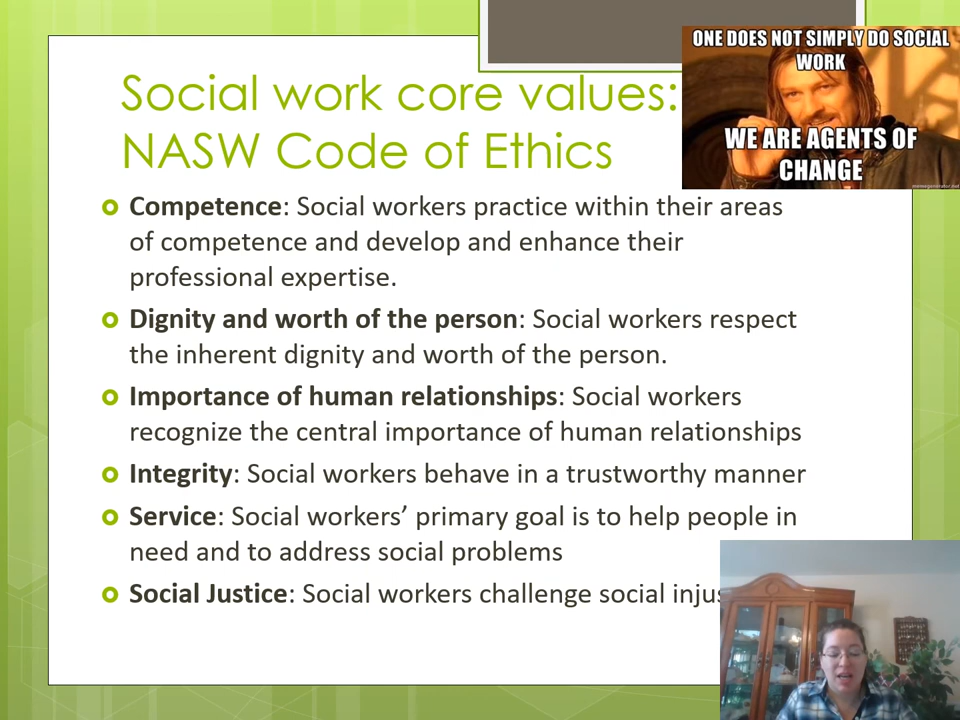 Social work core values:
NASW Code of Ethics
ONE DOES NOT SIMPLY DO SOCIAL
WORK
WE ARE AGENTS OF
CHANGE
memegenerator.net
Competence: Social workers practice within their areas
of competence and develop and enhance their
professional expertise.
Dignity and worth of the person: Social workers respect
the inherent dignity and worth of the person.
Importance of human relationships: Social workers
recognize the central importance of human relationships
Integrity: Social workers behave in a trustworthy manner
Service: Social workers’ primary goal is to help people in
need and to address social problems
Social Justice: Social workers challenge social